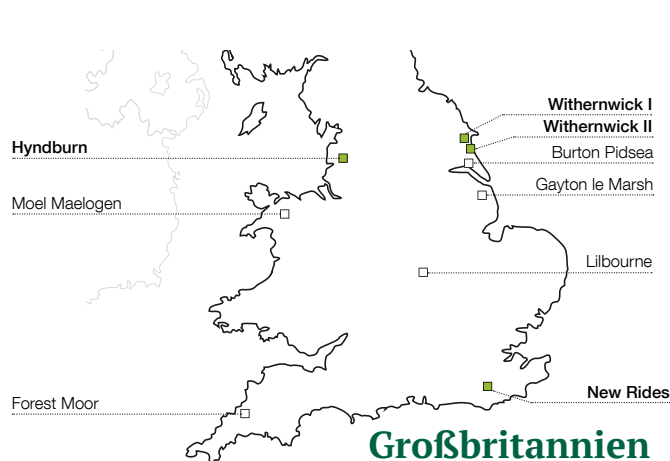 Withernwick I
Withernwick II
Hyndburn
Burton Pidsea
Gayton le Marsh
Moel Maelogen
Lilbourne
New Rides
Forest Moor
Großbritannien